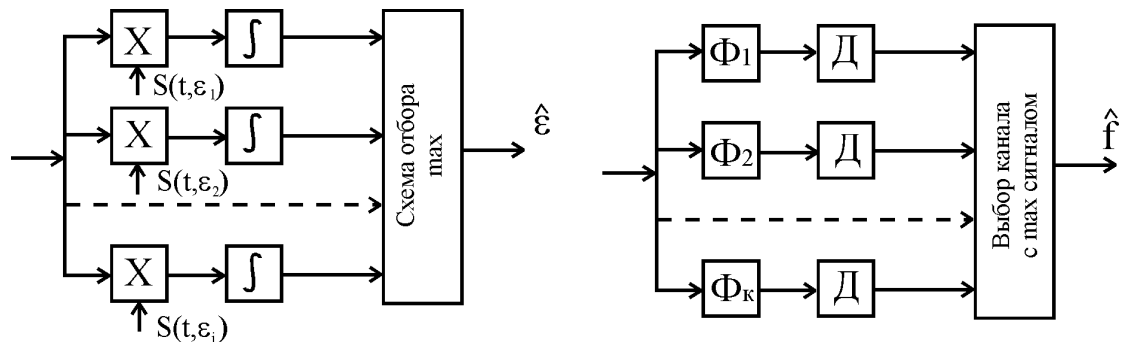 X
∫
S(t,ε₁)
X
∫
S(t,ε₂)
X
∫
S(t,εᵢ)
Схема отбора
max
ε̂
Ф₁
Д
Ф₂
Д
Фк
Д
Выбор канала
с max сигналом
f̂